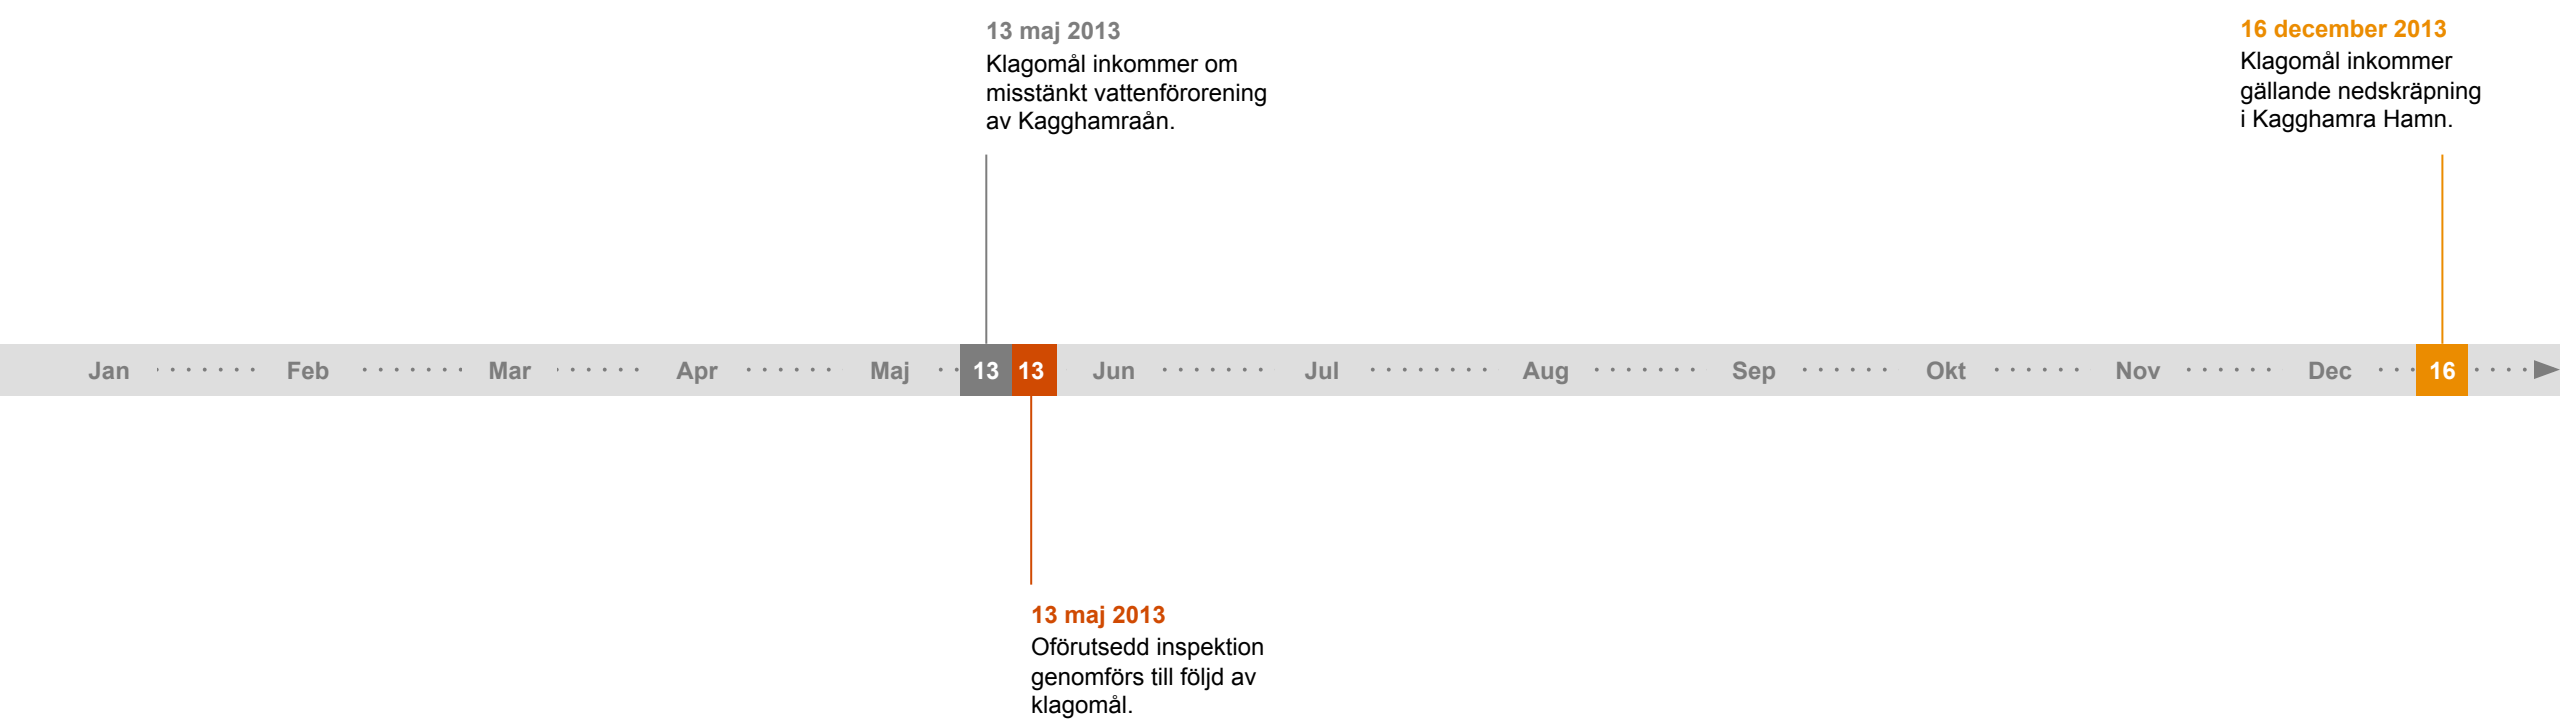 13 maj 2013
Klagomål inkommer om
misstänkt vattenförorening
av Kagghamraån.
16 december 2013
Klagomål inkommer
gällande nedskräpning
i Kagghamra Hamn.
Jan Feb Mar Apr Maj 13 13 Jun Jul Aug Sep Okt Nov Dec 16
13 maj 2013
Oförutsedd inspektion
genomförs till följd av
klagomål.